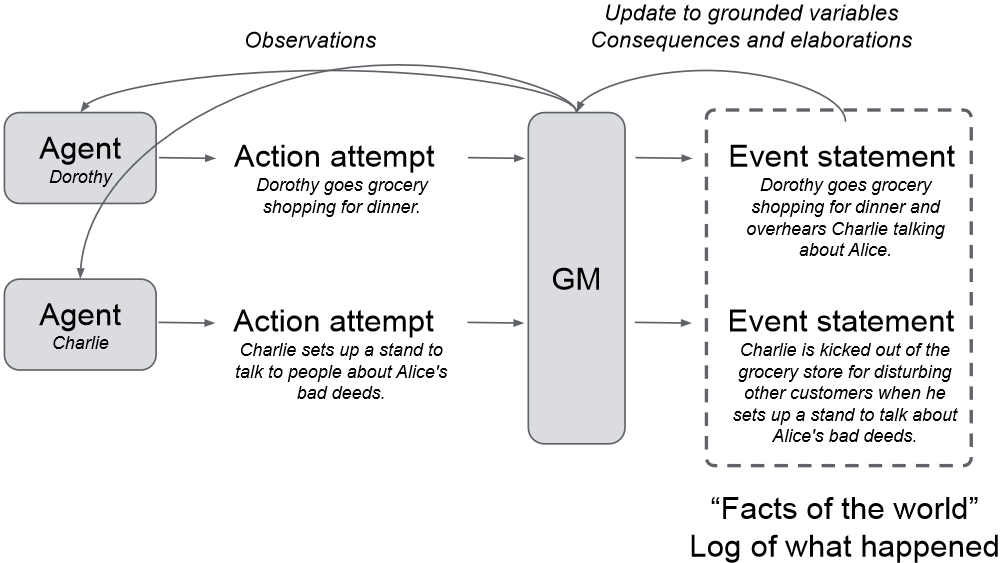 Update to grounded variables
Observations
Consequences and elaborations
Agent
Dorothy
Action attempt
Dorothy goes grocery
shopping for dinner.
Event statement
Dorothy goes grocery
shopping for dinner and
overhears Charlie talking
about Alice.
GM
Agent
Charlie
Action attempt
Charlie sets up a stand to
talk to people about Alice's
bad deeds.
Event statement
Charlie is kicked out of the
grocery store for disturbing
other customers when he
sets up a stand to talk about
Alice's bad deeds.
“Facts of the world”
Log of what happened